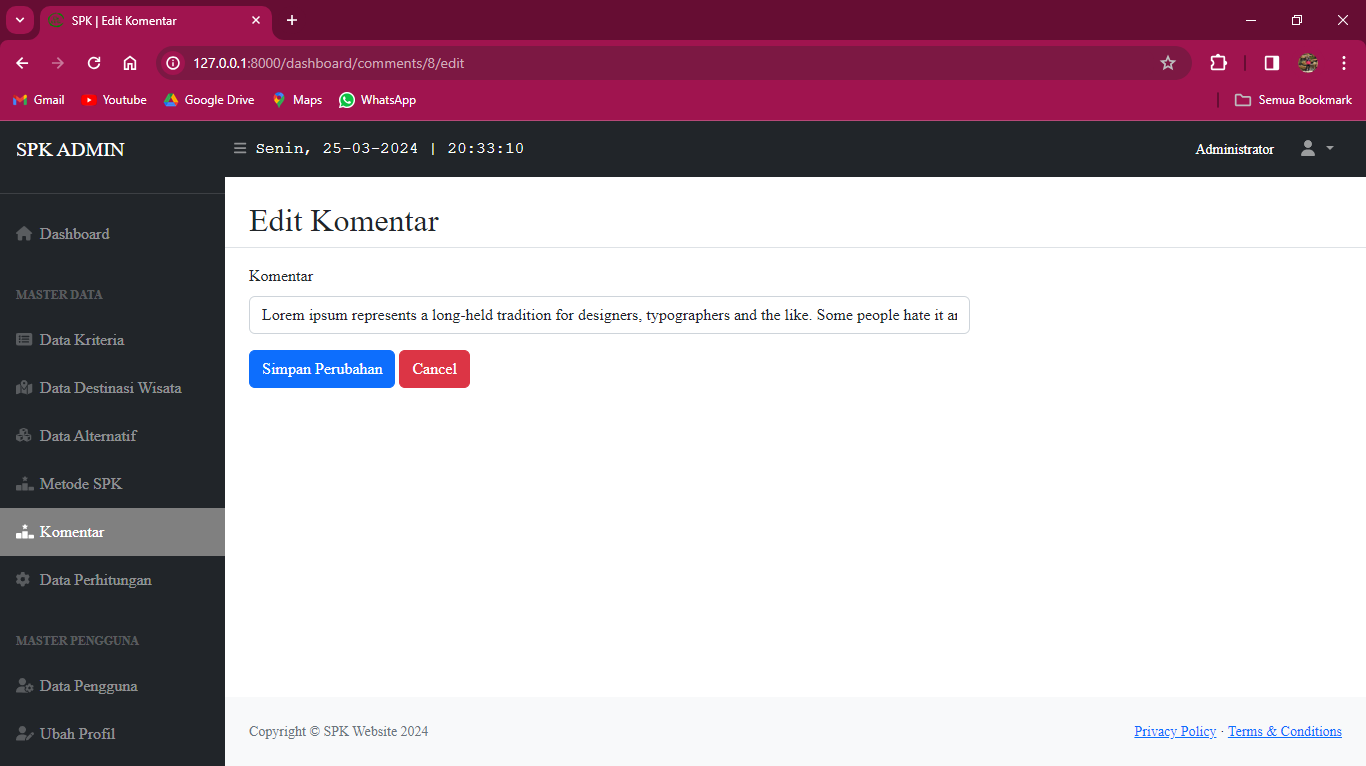 SPK | Edit Komentar
127.0.0.1:8000/dashboard/comments/8/edit
Gmail Youtube Google Drive Maps WhatsApp Semua Bookmark
SPK ADMIN
Senin, 25-03-2024 | 20:33:10
Administrator
Dashboard
MASTER DATA
Data Kriteria
Data Destinasi Wisata
Data Alternatif
Metode SPK
Komentar
Data Perhitungan
MASTER PENGGUNA
Data Pengguna
Ubah Profil
Edit Komentar
Komentar
Lorem ipsum represents a long-held tradition for designers, typographers and the like. Some people hate it
Simpan Perubahan Cancel
Copyright © SPK Website 2024
Privacy Policy · Terms & Conditions